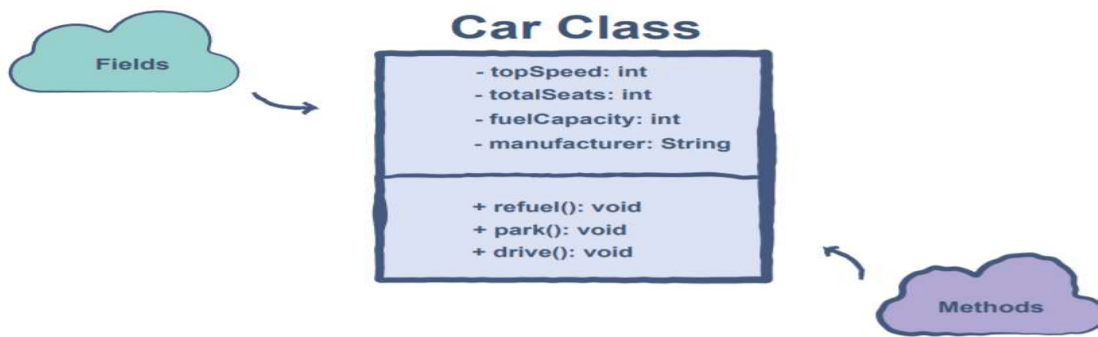 Car Class
Fields
- topSpeed: int
- totalSeats: int
- fuelCapacity: int
- manufacturer: String
+ refuel(): void
+ park(): void
+ drive(): void
Methods